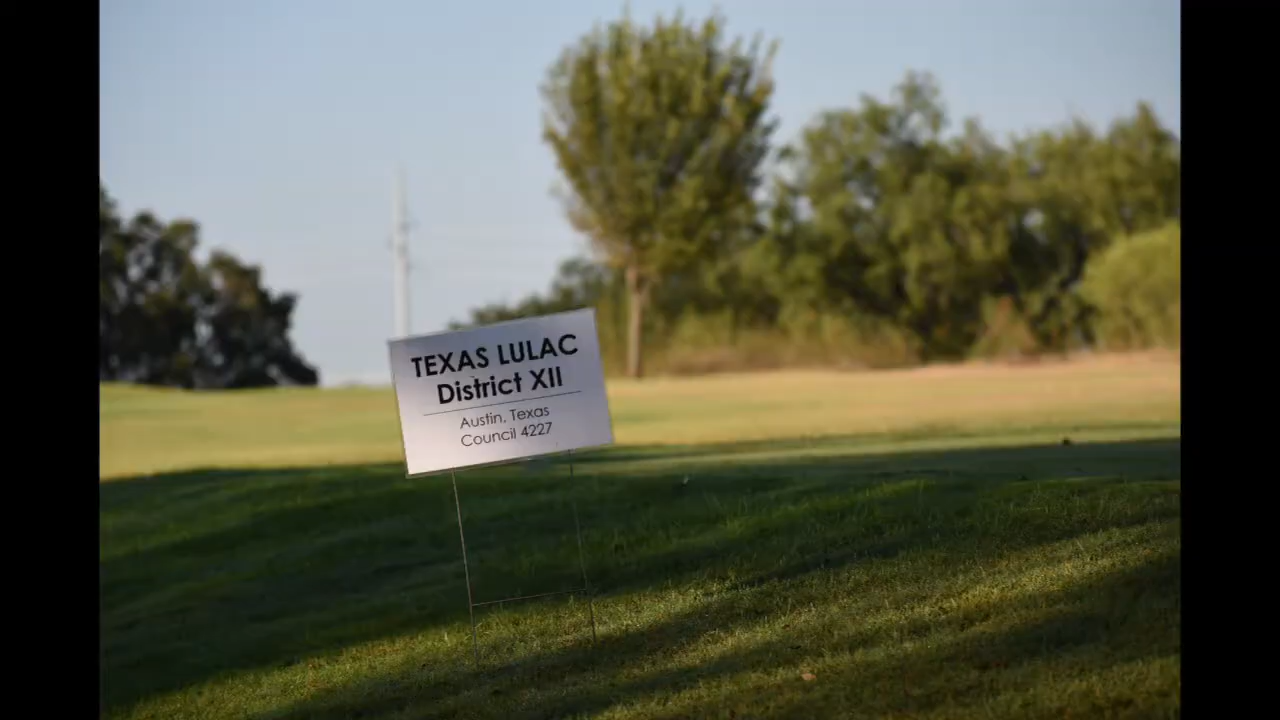 TEXAS LULAC
District XII
Austin, Texas
Council 4227